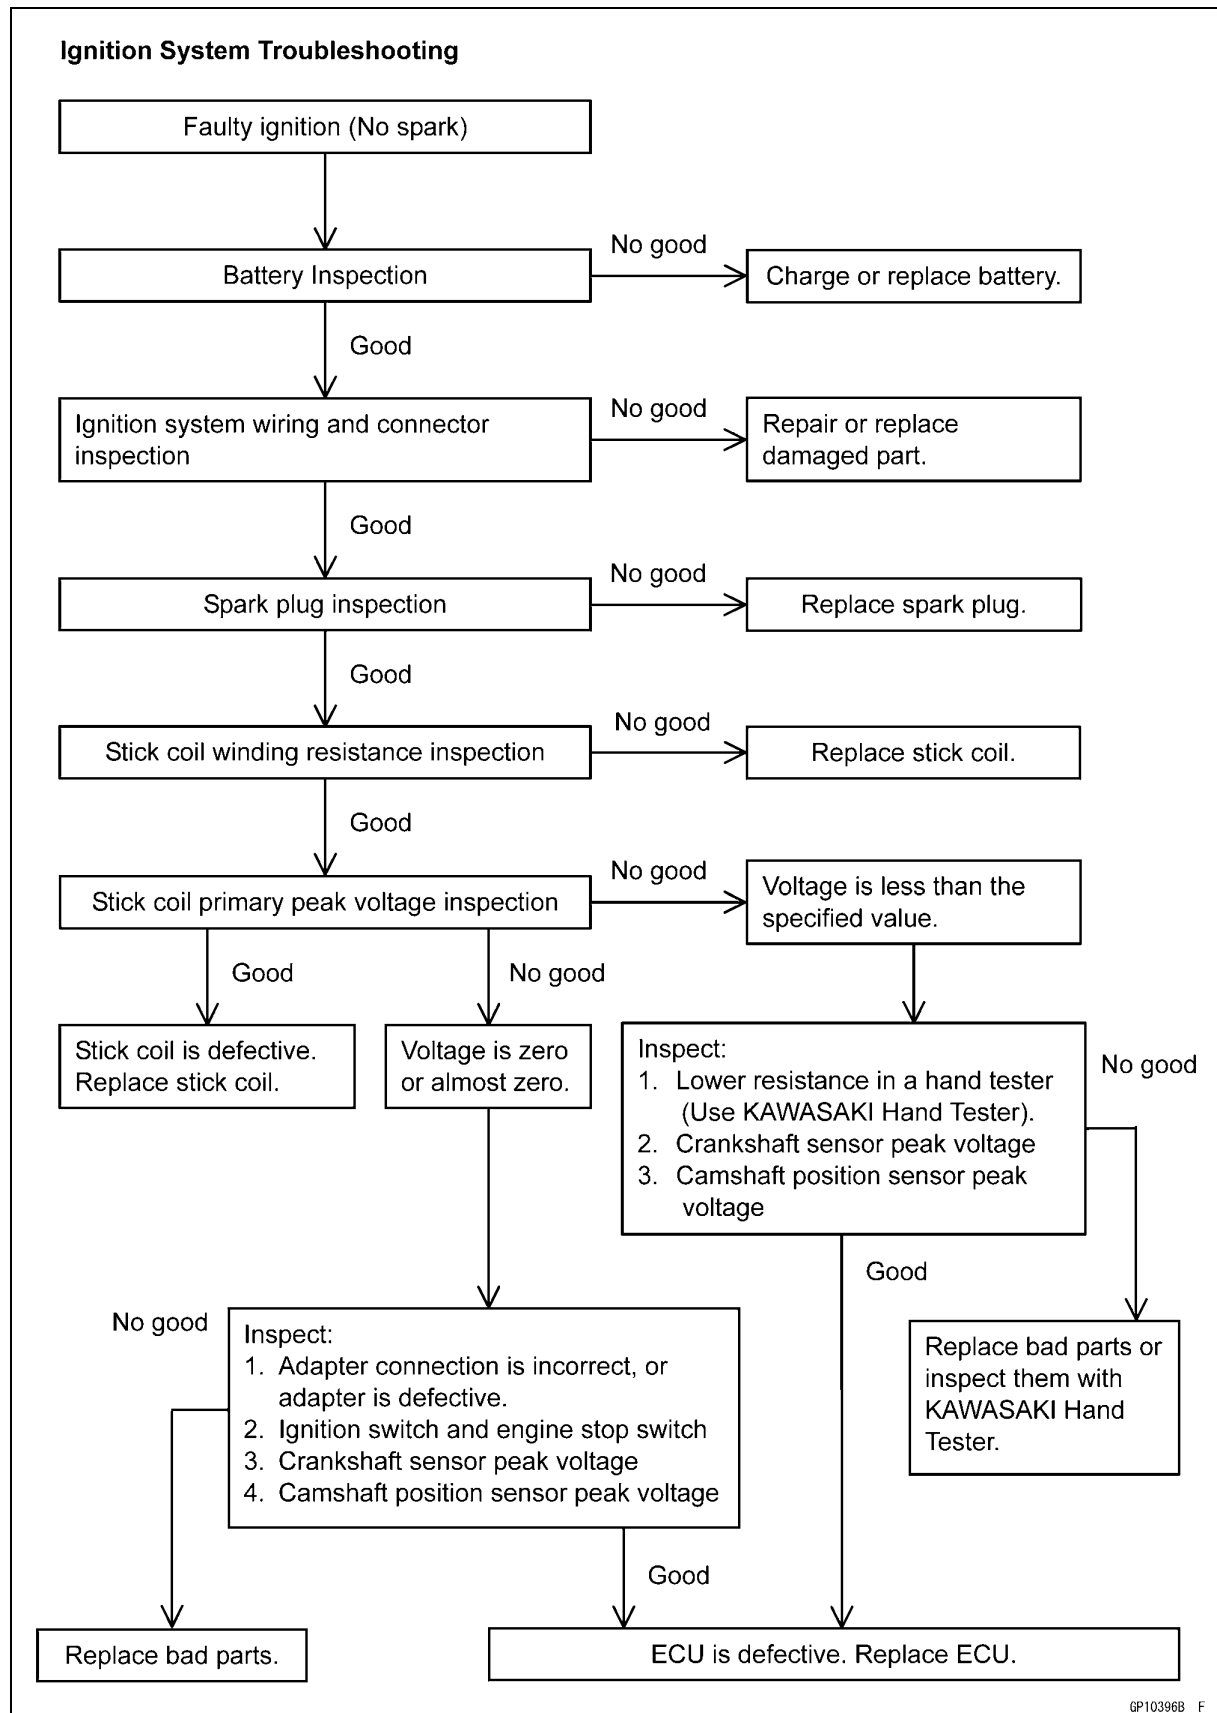 Ignition System Troubleshooting
Faulty ignition (No spark)
No good
Battery Inspection
Charge or replace battery.
Good
No good
Ignition system wiring and connector
inspection
Repair or replace
damaged part.
Good
No good
Spark plug inspection
Replace spark plug.
Good
No good
Stick coil winding resistance inspection
Replace stick coil.
Good
No good
Stick coil primary peak voltage inspection
Voltage is less than the
specified value.
Good
No good
Stick coil is defective.
Replace stick coil.
Voltage is zero
or almost zero.
Inspect:
1. Lower resistance in a hand tester
(Use KAWASAKI Hand Tester).
2. Crankshaft sensor peak voltage
3. Camshaft position sensor peak
voltage
No good
Good
No good
Inspect:
1. Adapter connection is incorrect, or
adapter is defective.
2. Ignition switch and engine stop switch
3. Crankshaft sensor peak voltage
4. Camshaft position sensor peak voltage
Replace bad parts or
inspect them with
KAWASAKI Hand
Tester.
Good
Replace bad parts.
ECU is defective. Replace ECU.
GP10396B F